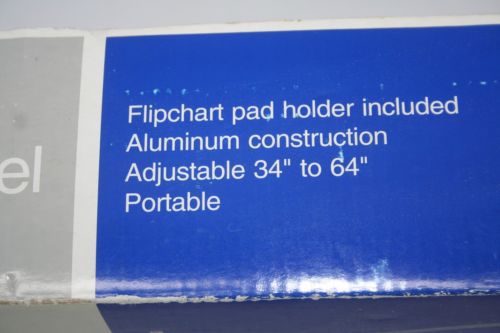 el
Flipchart pad holder included
Aluminum construction
Adjustable 34" to 64"
Portable